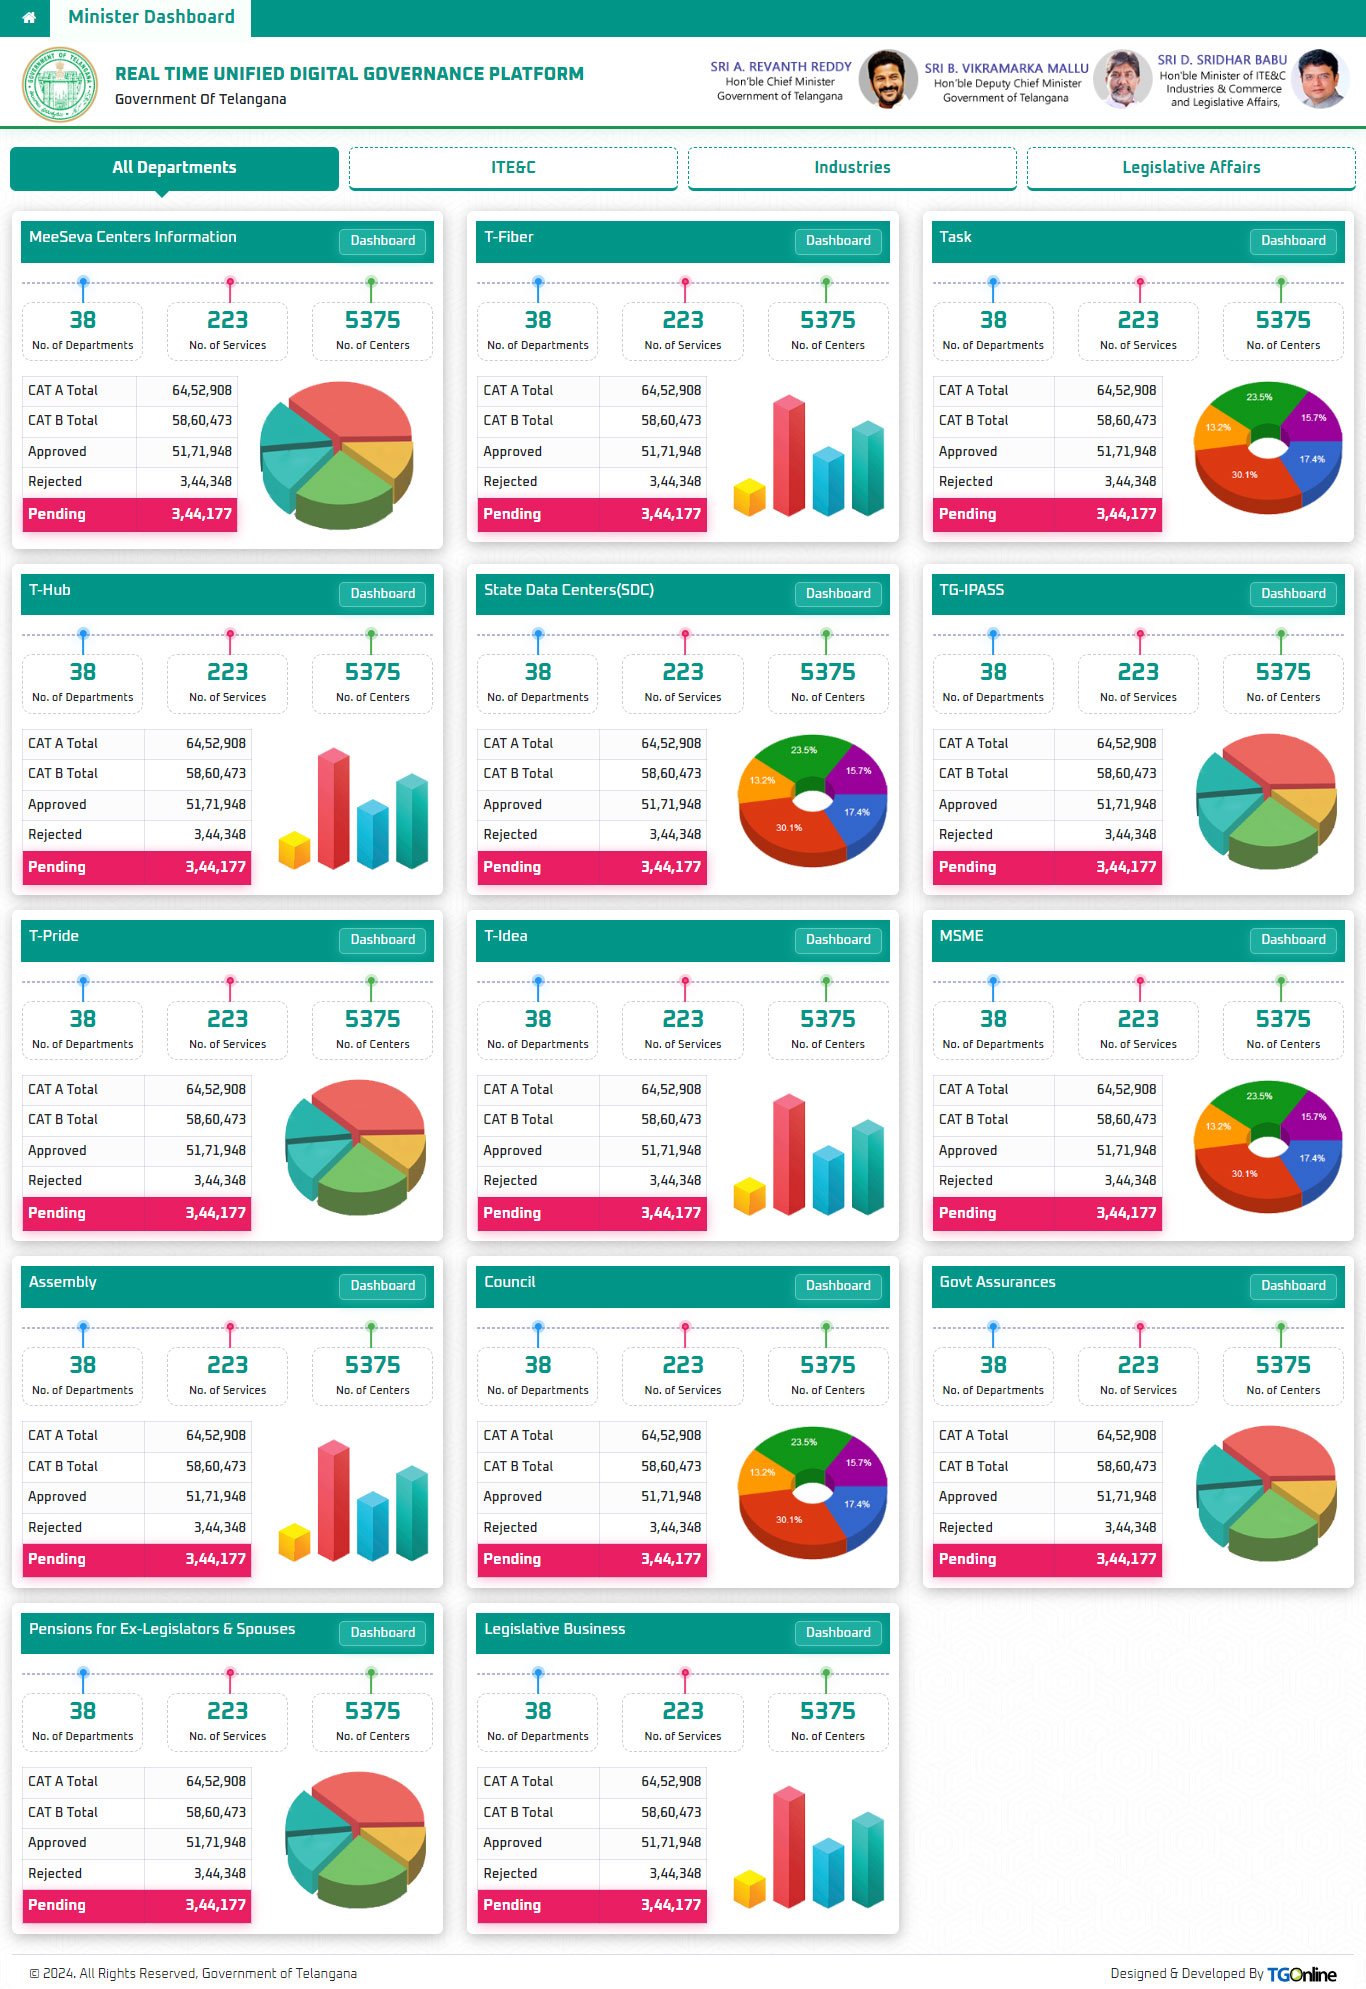 Minister Dashboard
REAL TIME UNIFIED DIGITAL GOVERNANCE PLATFORM
Government Of Telangana
SRI A. REVANTH REDDY
Hon'ble Chief Minister
Government of Telangana
SRI B. VIKRAMARKA MALLU
Hon'ble Deputy Chief Minister
Government of Telangana
SRI D. SRIDHAR BABU
Hon'ble Minister of ITE&C
Industries & Commerce
and Legislative Affairs,
All Departments
ITE&C
Industries
Legislative Affairs
MeeSeva Centers Information
Dashboard
38
No. of Departments
223
No. of Services
5375
No. of Centers
CAT A Total 64,52,908
CAT B Total 58,60,473
Approved 51,71,948
Rejected 3,44,348
Pending 3,44,177
T-Fiber
Dashboard
38
No. of Departments
223
No. of Services
5375
No. of Centers
CAT A Total 64,52,908
CAT B Total 58,60,473
Approved 51,71,948
Rejected 3,44,348
Pending 3,44,177
Task
Dashboard
38
No. of Departments
223
No. of Services
5375
No. of Centers
CAT A Total 64,52,908
CAT B Total 58,60,473
Approved 51,71,948
Rejected 3,44,348
Pending 3,44,177
23.5%
15.7%
13.2%
17.4%
30.1%
T-Hub
Dashboard
38
No. of Departments
223
No. of Services
5375
No. of Centers
CAT A Total 64,52,908
CAT B Total 58,60,473
Approved 51,71,948
Rejected 3,44,348
Pending 3,44,177
State Data Centers(SDC)
Dashboard
38
No. of Departments
223
No. of Services
5375
No. of Centers
CAT A Total 64,52,908
CAT B Total 58,60,473
Approved 51,71,948
Rejected 3,44,348
Pending 3,44,177
23.5%
15.7%
13.2%
17.4%
30.1%
TG-IPASS
Dashboard
38
No. of Departments
223
No. of Services
5375
No. of Centers
CAT A Total 64,52,908
CAT B Total 58,60,473
Approved 51,71,948
Rejected 3,44,348
Pending 3,44,177
T-Pride
Dashboard
38
No. of Departments
223
No. of Services
5375
No. of Centers
CAT A Total 64,52,908
CAT B Total 58,60,473
Approved 51,71,948
Rejected 3,44,348
Pending 3,44,177
T-Idea
Dashboard
38
No. of Departments
223
No. of Services
5375
No. of Centers
CAT A Total 64,52,908
CAT B Total 58,60,473
Approved 51,71,948
Rejected 3,44,348
Pending 3,44,177
MSME
Dashboard
38
No. of Departments
223
No. of Services
5375
No. of Centers
CAT A Total 64,52,908
CAT B Total 58,60,473
Approved 51,71,948
Rejected 3,44,348
Pending 3,44,177
23.5%
15.7%
13.2%
17.4%
30.1%
Assembly
Dashboard
38
No. of Departments
223
No. of Services
5375
No. of Centers
CAT A Total 64,52,908
CAT B Total 58,60,473
Approved 51,71,948
Rejected 3,44,348
Pending 3,44,177
Council
Dashboard
38
No. of Departments
223
No. of Services
5375
No. of Centers
CAT A Total 64,52,908
CAT B Total 58,60,473
Approved 51,71,948
Rejected 3,44,348
Pending 3,44,177
23.5%
15.7%
13.2%
17.4%
30.1%
Govt Assurances
Dashboard
38
No. of Departments
223
No. of Services
5375
No. of Centers
CAT A Total 64,52,908
CAT B Total 58,60,473
Approved 51,71,948
Rejected 3,44,348
Pending 3,44,177
Pensions for Ex-Legislators & Spouses
Dashboard
38
No. of Departments
223
No. of Services
5375
No. of Centers
CAT A Total 64,52,908
CAT B Total 58,60,473
Approved 51,71,948
Rejected 3,44,348
Pending 3,44,177
Legislative Business
Dashboard
38
No. of Departments
223
No. of Services
5375
No. of Centers
CAT A Total 64,52,908
CAT B Total 58,60,473
Approved 51,71,948
Rejected 3,44,348
Pending 3,44,177
© 2024. All Rights Reserved, Government of Telangana
Designed & Developed By TGOnline